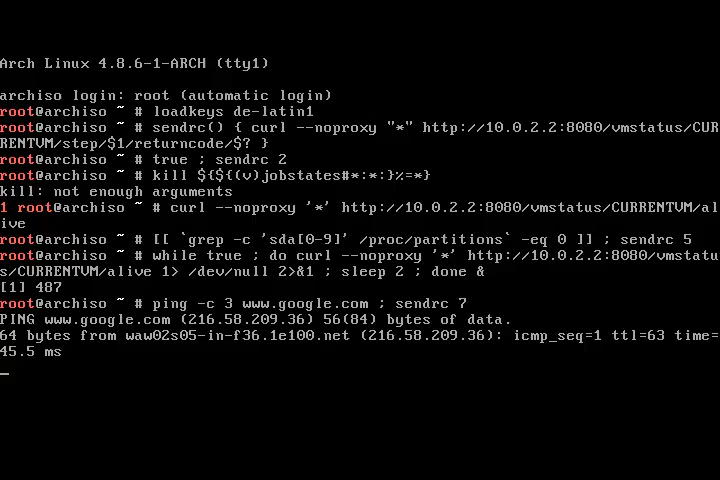 Arch Linux 4.8.6-1-ARCH (tty1)
archiso login: root (automatic login)
root@archiso ~ # loadkeys de-latin1
root@archiso ~ # sendrc() { curl --noproxy "*" http://10.0.2.2:8080/vmstatus/CUR
RENTVM/step/$1/returncode/$? }
root@archiso ~ # true ; sendrc 2
root@archiso ~ # kill ${${(v)jobstates#*:*:}%=*}
kill: not enough arguments
1 root@archiso ~ # curl --noproxy '*' http://10.0.2.2:8080/vmstatus/CURRENTVM/al
ive
root@archiso ~ # [[ `grep -c 'sda[0-9]' /proc/partitions` -eq 0 ]] ; sendrc 5
root@archiso ~ # while true ; do curl --noproxy '*' http://10.0.2.2:8080/vmstatu
s/CURRENTVM/alive 1> /dev/null 2>&1 ; sleep 2 ; done &
[1] 487
root@archiso ~ # ping -c 3 www.google.com ; sendrc 7
PING www.google.com (216.58.209.36) 56(84) bytes of data.
64 bytes from waw02s05-in-f36.1e100.net (216.58.209.36): icmp_seq=1 ttl=63 time=
45.5 ms